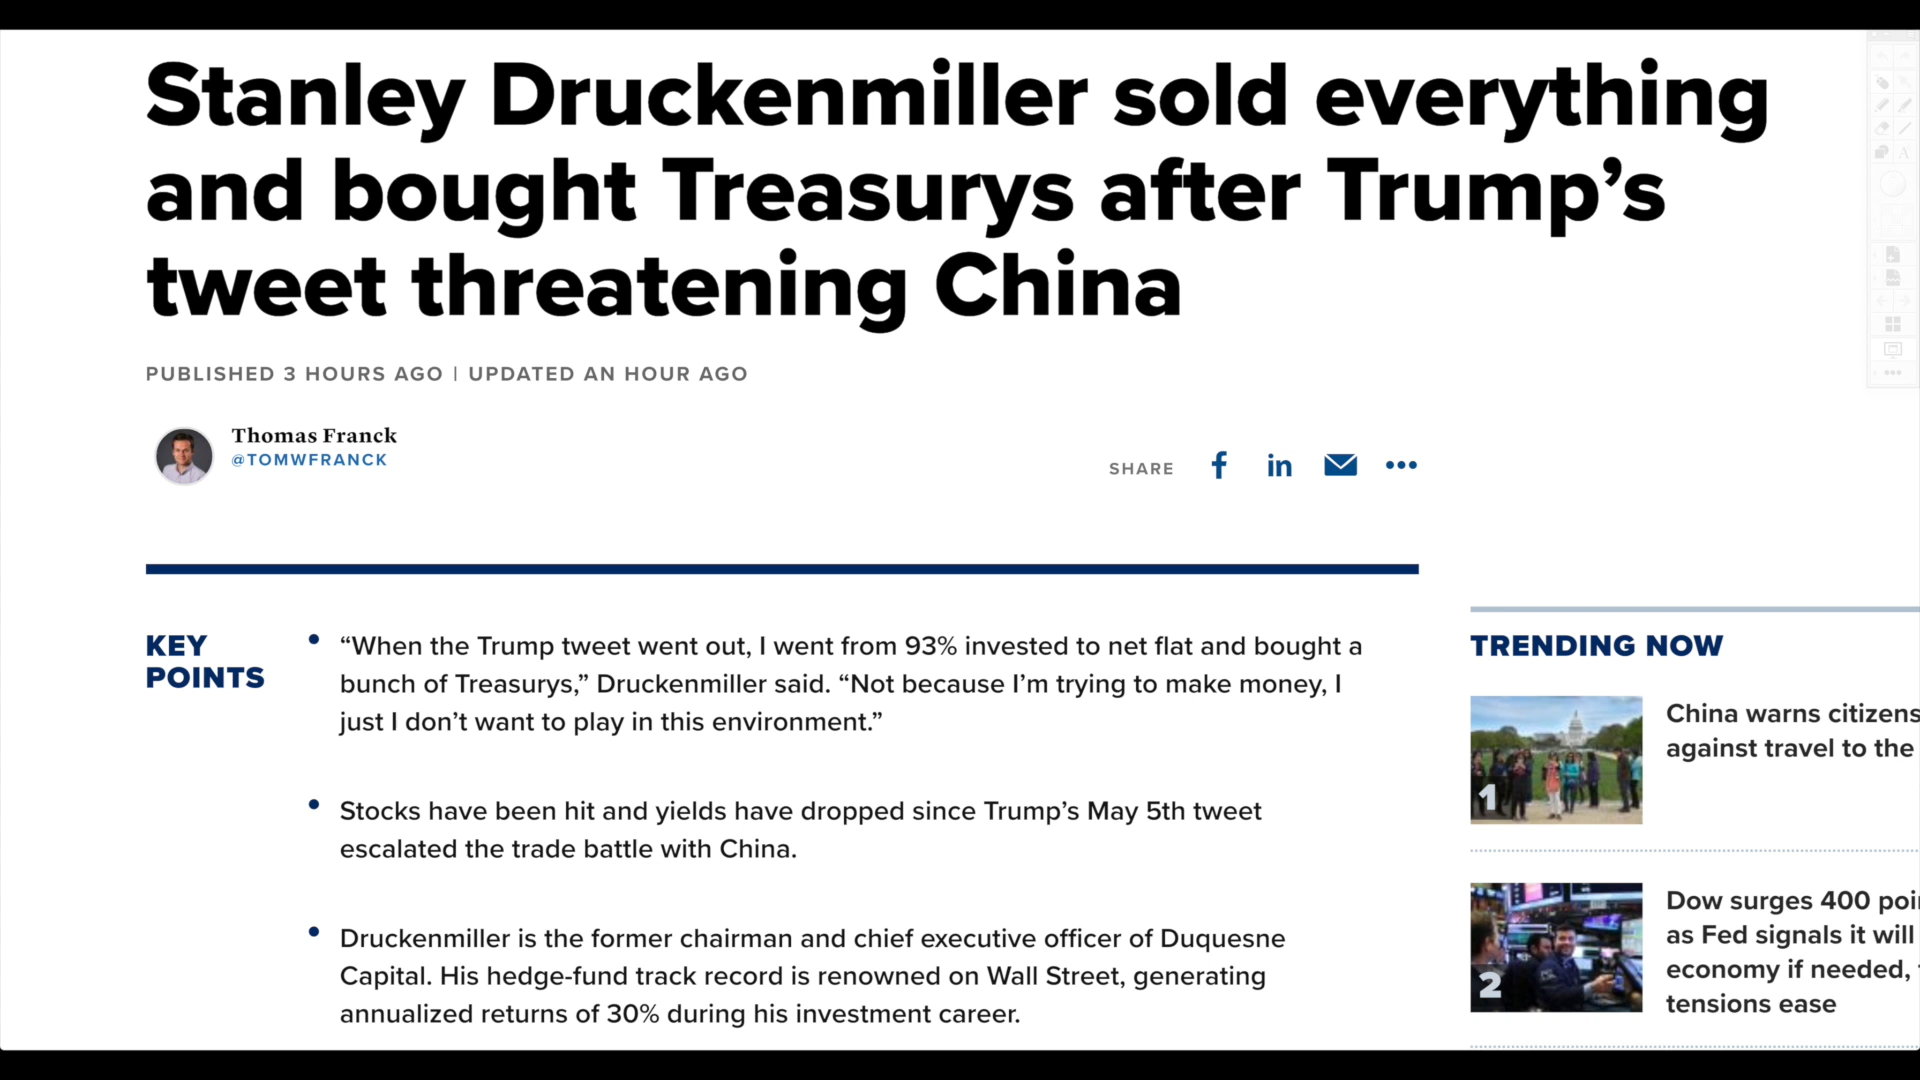 Stanley Druckenmiller sold everything
and bought Treasurys after Trump’s
tweet threatening China
PUBLISHED 3 HOURS AGO | UPDATED AN HOUR AGO
Thomas Franck
@TOMWFRANCK
SHARE
KEY
POINTS
“When the Trump tweet went out, I went from 93% invested to net flat and bought a
bunch of Treasurys,” Druckenmiller said. “Not because I’m trying to make money, I
just I don’t want to play in this environment.”
Stocks have been hit and yields have dropped since Trump’s May 5th tweet
escalated the trade battle with China.
Druckenmiller is the former chairman and chief executive officer of Duquesne
Capital. His hedge-fund track record is renowned on Wall Street, generating
annualized returns of 30% during his investment career.
TRENDING NOW
1
China warns citizens
against travel to the
2
Dow surges 400 poi
as Fed signals it will
economy if needed,
tensions ease